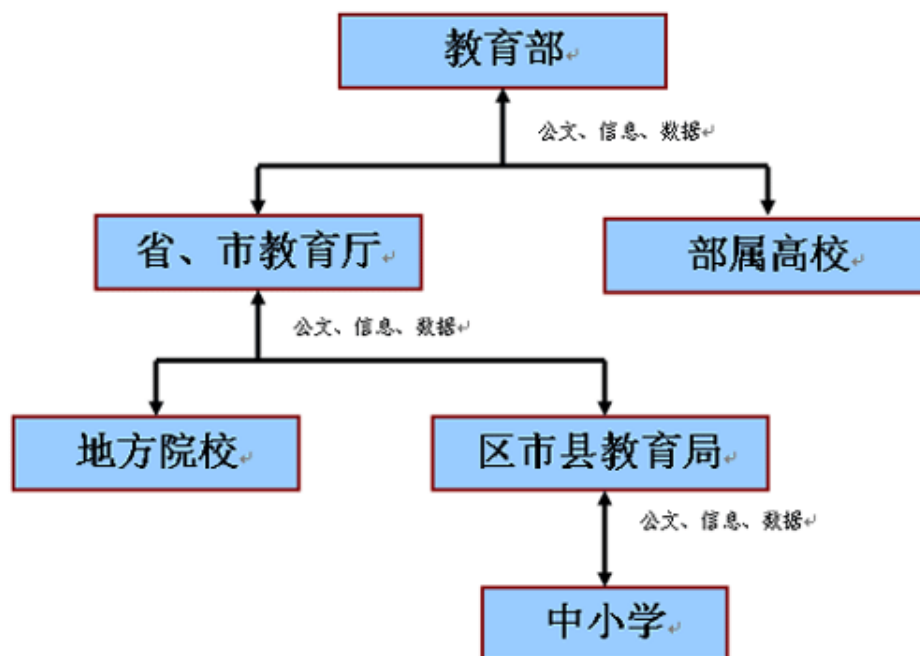 教育部
公文、信息、数据
省、市教育厅
部属高校
公文、信息、数据
地方院校
区市县教育局
公文、信息、数据
中小学